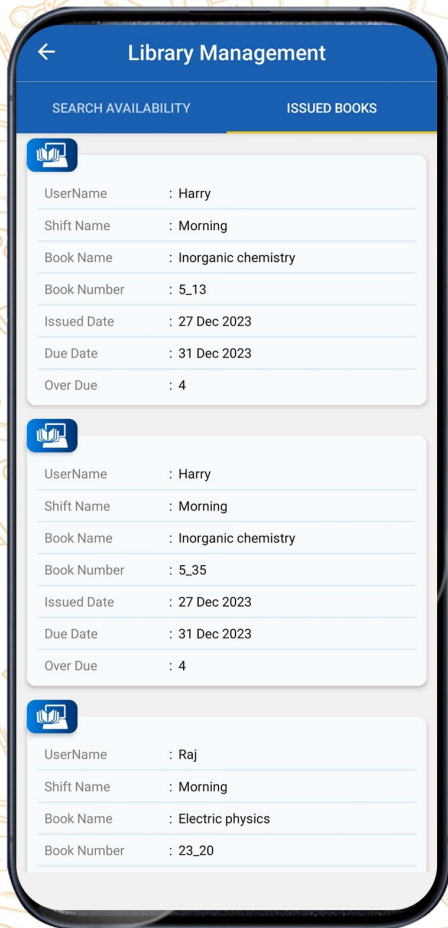 Library Management
SEARCH AVAILABILITY ISSUED BOOKS
UserName : Harry
Shift Name : Morning
Book Name : Inorganic chemistry
Book Number : 5_13
Issued Date : 27 Dec 2023
Due Date : 31 Dec 2023
Over Due : 4
UserName : Harry
Shift Name : Morning
Book Name : Inorganic chemistry
Book Number : 5_35
Issued Date : 27 Dec 2023
Due Date : 31 Dec 2023
Over Due : 4
UserName : Raj
Shift Name : Morning
Book Name : Electric physics
Book Number : 23_20